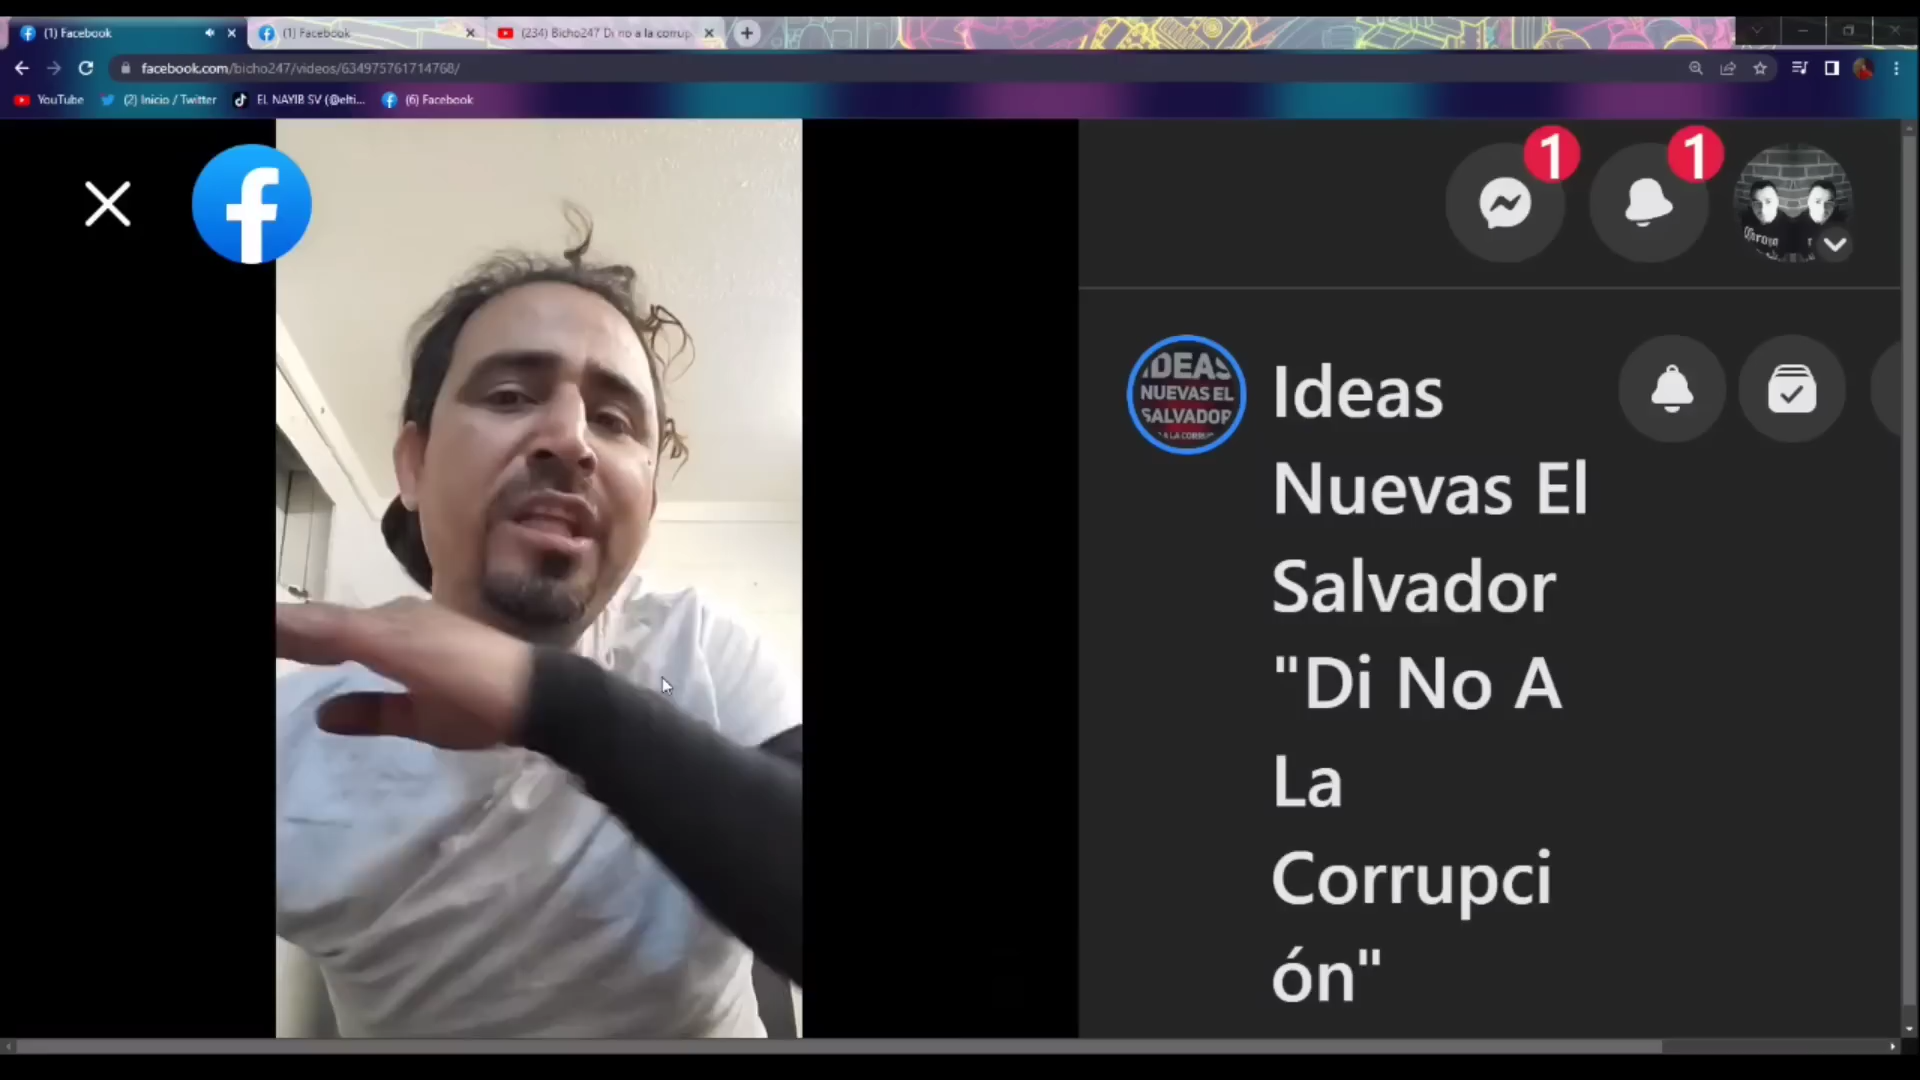 (1) Facebook
(1) Facebook
(234) Bicho247 Di no a la corrup
facebook.com/bicho247/videos/634975761714768/
YouTube
(2) Inicio / Twitter
EL NAYIB SV (@elti...
(6) Facebook
1
1
IDEAS
NUEVAS EL
SALVADOR
Ideas
Nuevas El
Salvador
"Di No A
La
Corrupci
ón"